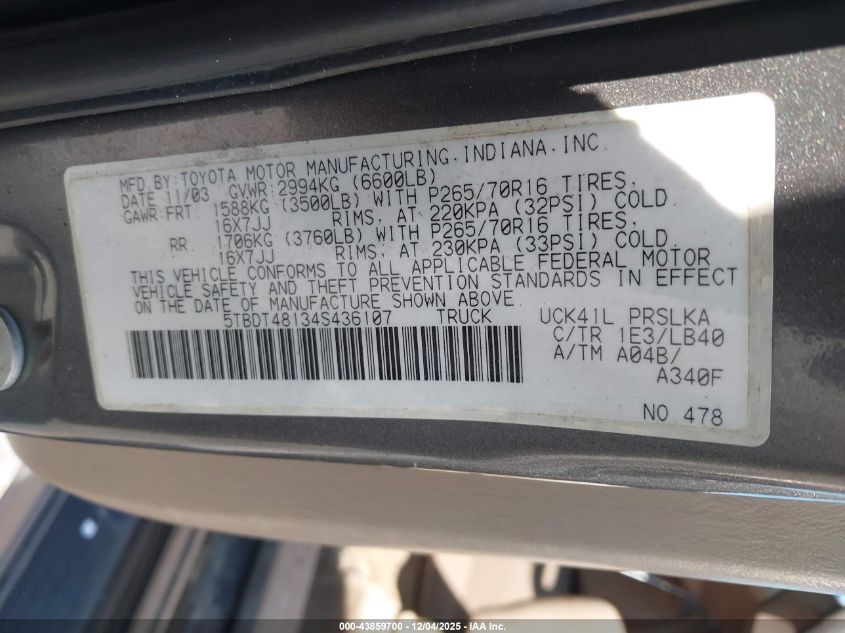 MFD.BY:TOYOTA MOTOR MANUFACTURING.INDIANA.INC.
DATE 11/03 GVWR 2994KG (6600LB)
GAWR:FRT. 1588KG (3500LB) WITH P265/70R16 TIRES,
16X7JJ RIMS, AT 220KPA (32PSI) COLD.
RR. 1706KG (3760LB) WITH P265/70R16 TIRES,
16X7JJ RIMS, AT 230KPA (33PSI) COLD.
THIS VEHICLE CONFORMS TO ALL APPLICABLE FEDERAL MOTOR
VEHICLE SAFETY AND THEFT PREVENTION STANDARDS IN EFFECT
ON THE DATE OF MANUFACTURE SHOWN ABOVE.
5TBDT48134S436107 TRUCK UCK41L PRSLKA
C/TR 1E3/LB40
A/TM A04B/
A340F
NO.478
000-43859700 - 12/04/2025 - IAA Inc.